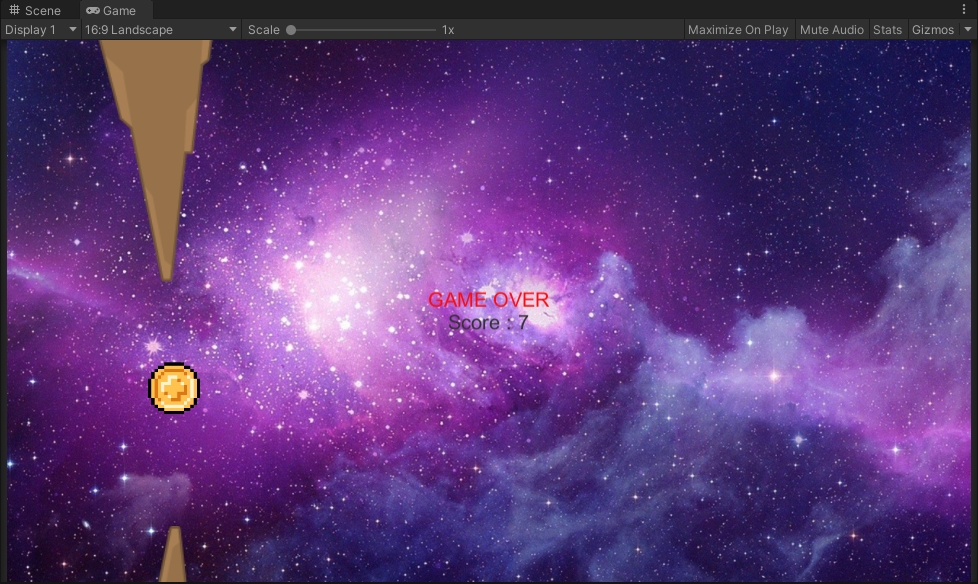 Scene Game
Display 1 16:9 Landscape Scale 1x Maximize On Play Mute Audio Stats Gizmos
GAME OVER
Score : 7